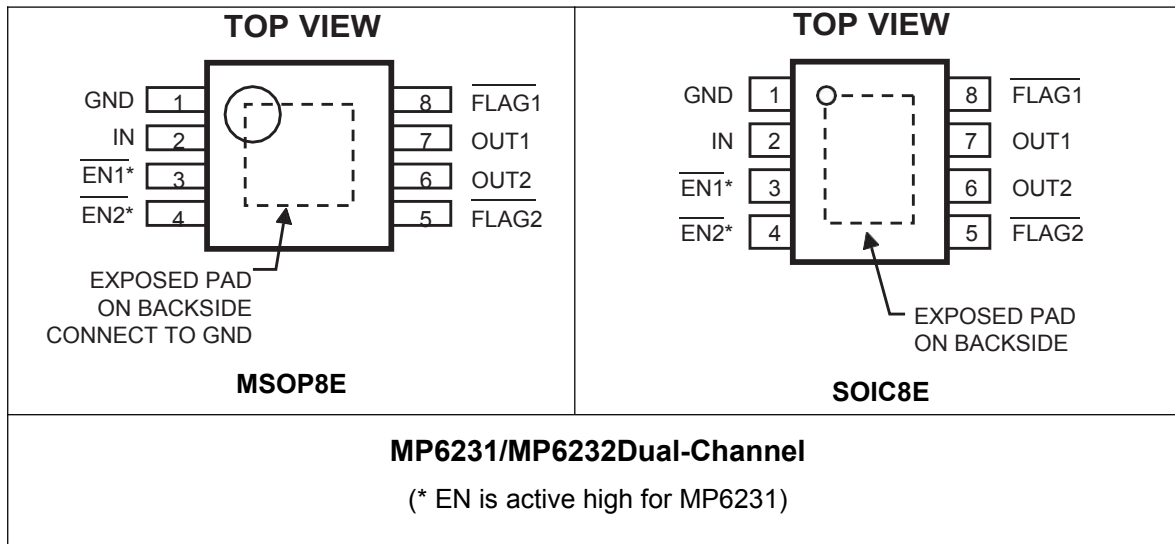 TOP VIEW
GND 1 8 FLAG1
IN 2 7 OUT1
EN1* 3 6 OUT2
EN2* 4 5 FLAG2
EXPOSED PAD
ON BACKSIDE
CONNECT TO GND
MSOP8E
TOP VIEW
GND 1 8 FLAG1
IN 2 7 OUT1
EN1* 3 6 OUT2
EN2* 4 5 FLAG2
EXPOSED PAD
ON BACKSIDE
SOIC8E
MP6231/MP6232Dual-Channel
(* EN is active high for MP6231)